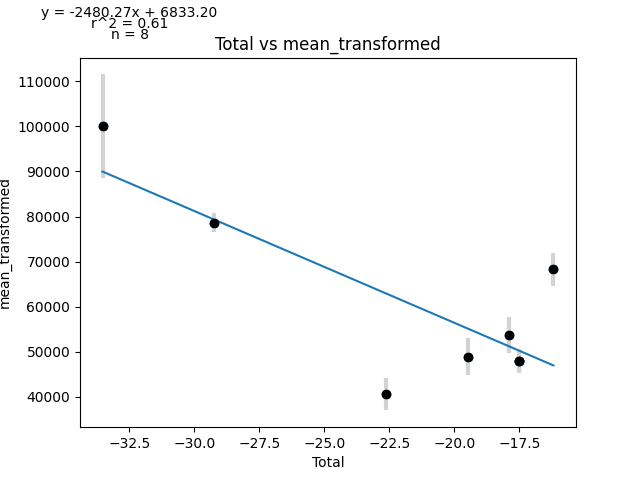 y = -2480.27x + 6833.20
r^2 = 0.61
n = 8
Total vs mean_transformed
110000
100000
90000
80000
70000
60000
50000
40000
mean_transformed
−32.5 −30.0 −27.5 −25.0 −22.5 −20.0 −17.5
Total